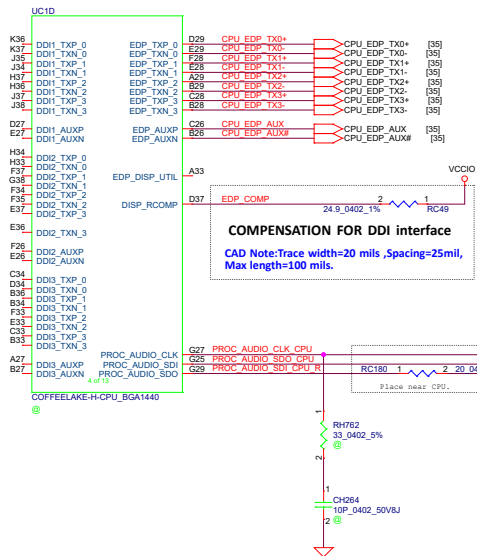 UC1D
K36 DDI1_TXP_0 EDP_TXP_0 D29 CPU_EDP_TX0+ CPU_EDP_TX0+ [35]
K37 DDI1_TXN_0 EDP_TXN_0 E29 CPU_EDP_TX0- CPU_EDP_TX0- [35]
J35 DDI1_TXP_1 EDP_TXP_1 F28 CPU_EDP_TX1+ CPU_EDP_TX1+ [35]
J34 DDI1_TXN_1 EDP_TXN_1 E28 CPU_EDP_TX1- CPU_EDP_TX1- [35]
H37 DDI1_TXP_2 EDP_TXP_2 A29 CPU_EDP_TX2+ CPU_EDP_TX2+ [35]
H36 DDI1_TXN_2 EDP_TXN_2 B29 CPU_EDP_TX2- CPU_EDP_TX2- [35]
J37 DDI1_TXP_3 EDP_TXP_3 C28 CPU_EDP_TX3+ CPU_EDP_TX3+ [35]
J38 DDI1_TXN_3 EDP_TXN_3 B28 CPU_EDP_TX3- CPU_EDP_TX3- [35]
D27 DDI1_AUXP EDP_AUXP C26 CPU_EDP_AUX CPU_EDP_AUX [35]
E27 DDI1_AUXN EDP_AUXN B26 CPU_EDP_AUX# CPU_EDP_AUX# [35]
H34 DDI2_TXP_0
H33 DDI2_TXN_0
F37 DDI2_TXP_1 EDP_DISP_UTIL A33
G38 DDI2_TXN_1 VCCIO
F34 DDI2_TXP_2
F35 DDI2_TXN_2 DISP_RCOMP D37 EDP_COMP 2 1
E37 DDI2_TXP_3 24.9_0402_1% RC49
E36 DDI2_TXN_3
COMPENSATION FOR DDI interface
F26 DDI2_AUXP
E26 DDI2_AUXN
CAD Note:Trace width=20 mils ,Spacing=25mil,
Max length=100 mils.
C34 DDI3_TXP_0
D34 DDI3_TXN_0
B36 DDI3_TXP_1
B34 DDI3_TXN_1
F33 DDI3_TXP_2
E33 DDI3_TXN_2
C33 DDI3_TXP_3
B33 DDI3_TXN_3
PROC_AUDIO_CLK G27 PROC_AUDIO_CLK_CPU
A27 DDI3_AUXP PROC_AUDIO_SDI G25 PROC_AUDIO_SDO_CPU
B27 DDI3_AUXN PROC_AUDIO_SDO G29 PROC_AUDIO_SDI_CPU_R RC180 1 2 20_04
4 of 13
Place near CPU.
COFFEELAKE-H-CPU_BGA1440
@
1
RH762
33_0402_5%
@
2
1
CH264
10P_0402_50V8J
2 @